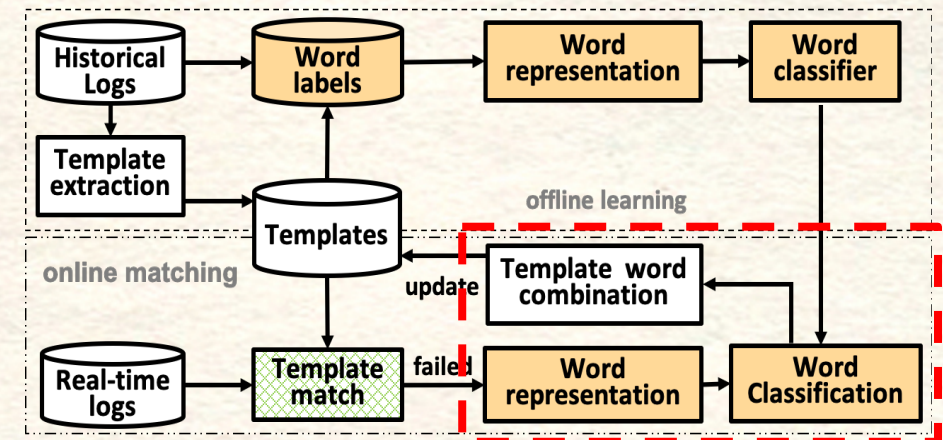 Historical
Logs
Word
labels
Word
representation
Word
classifier
Template
extraction
Templates
offline learning
online matching
update
Template word
combination
Real-time
logs
Template
match
failed
Word
representation
Word
Classification